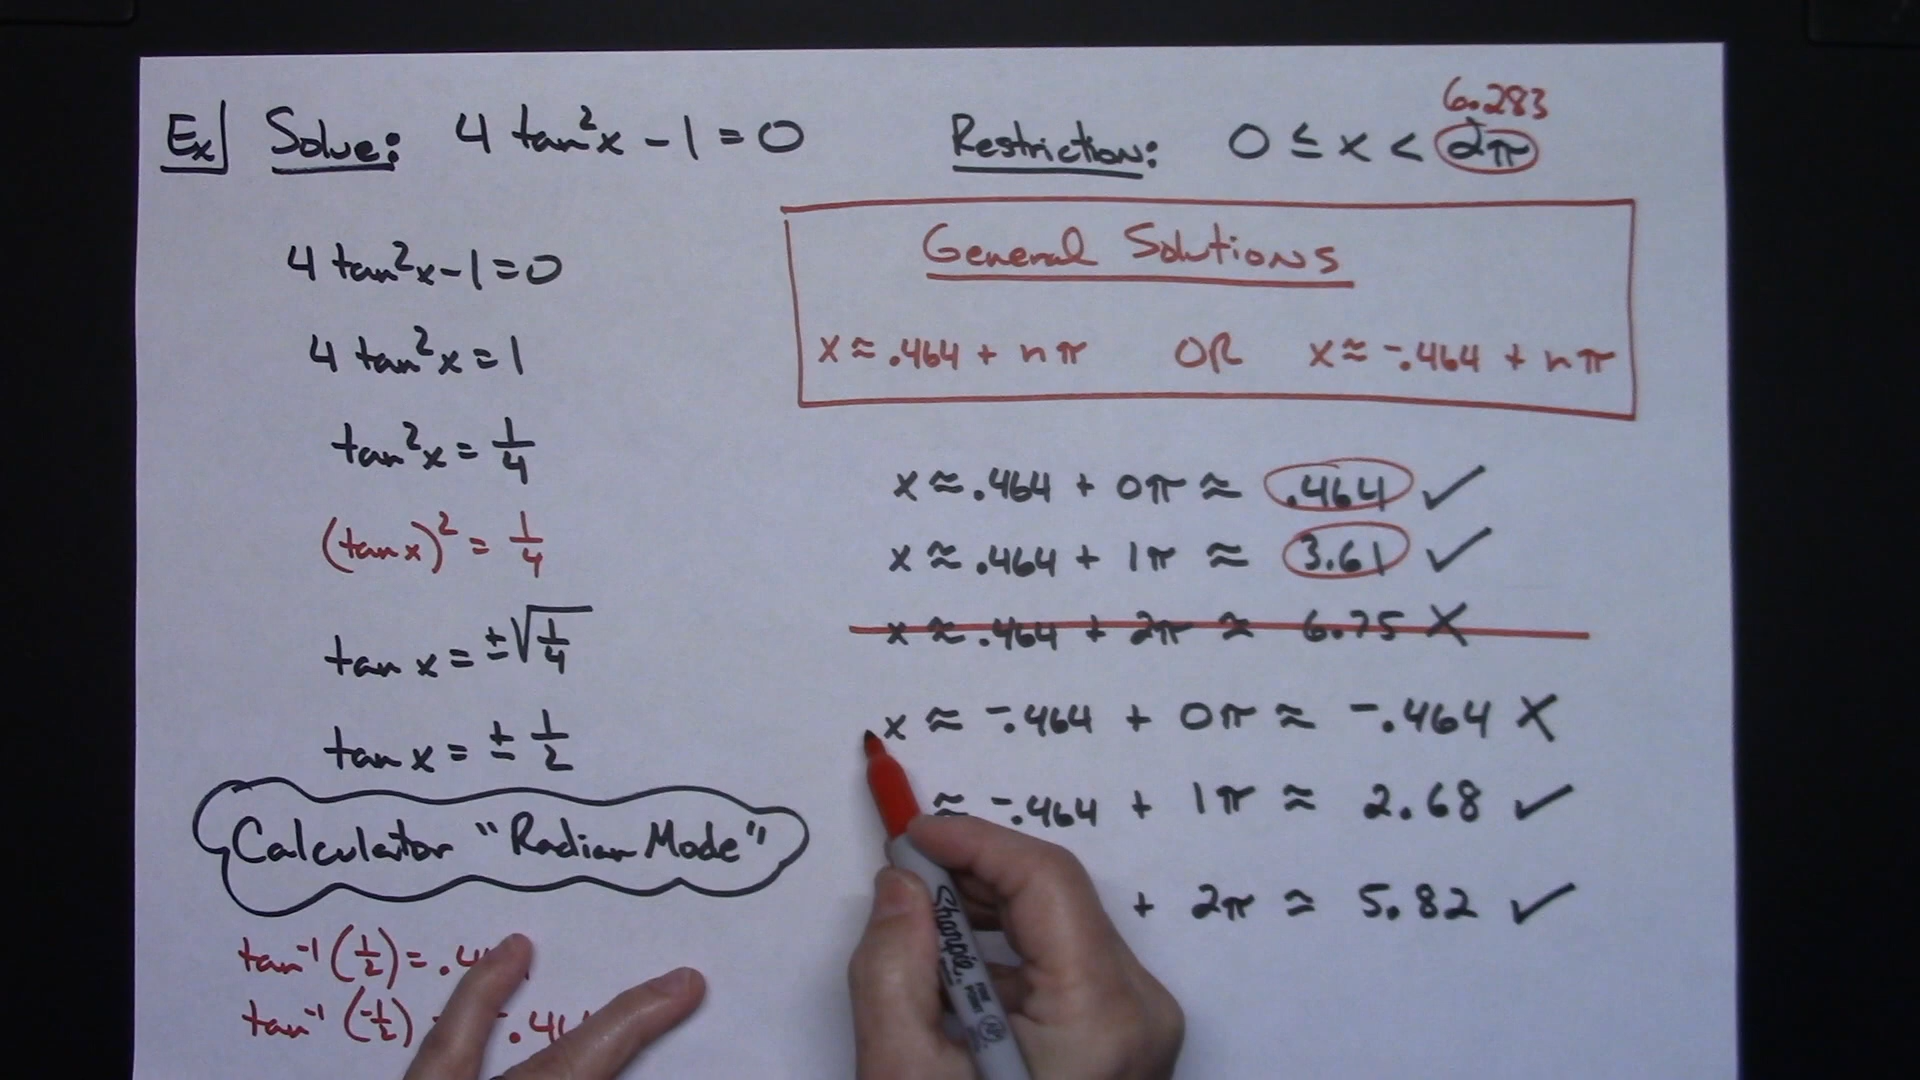 Ex Solve: 4 tan²x - 1 = 0
Restriction: 0 ≤ x < 2π
6.283
4 tan²x - 1 = 0
4 tan²x = 1
tan²x = 1/4
(tan x)² = 1/4
tan x = ±√(1/4)
tan x = ± 1/2
Calculator "Radian Mode"
tan⁻¹(1/2) = .4
tan⁻¹(-1/2) -.46
General Solutions
x ≈ .464 + nπ OR x ≈ -.464 + nπ
x ≈ .464 + 0π ≈ .464 ✓
x ≈ .464 + 1π ≈ 3.61 ✓
x ≈ .464 + 2π ≈ 6.75 X
x ≈ -.464 + 0π ≈ -.464 X
≈ -.464 + 1π ≈ 2.68 ✓
+ 2π ≈ 5.82 ✓
Sharpie.
FINE POINT